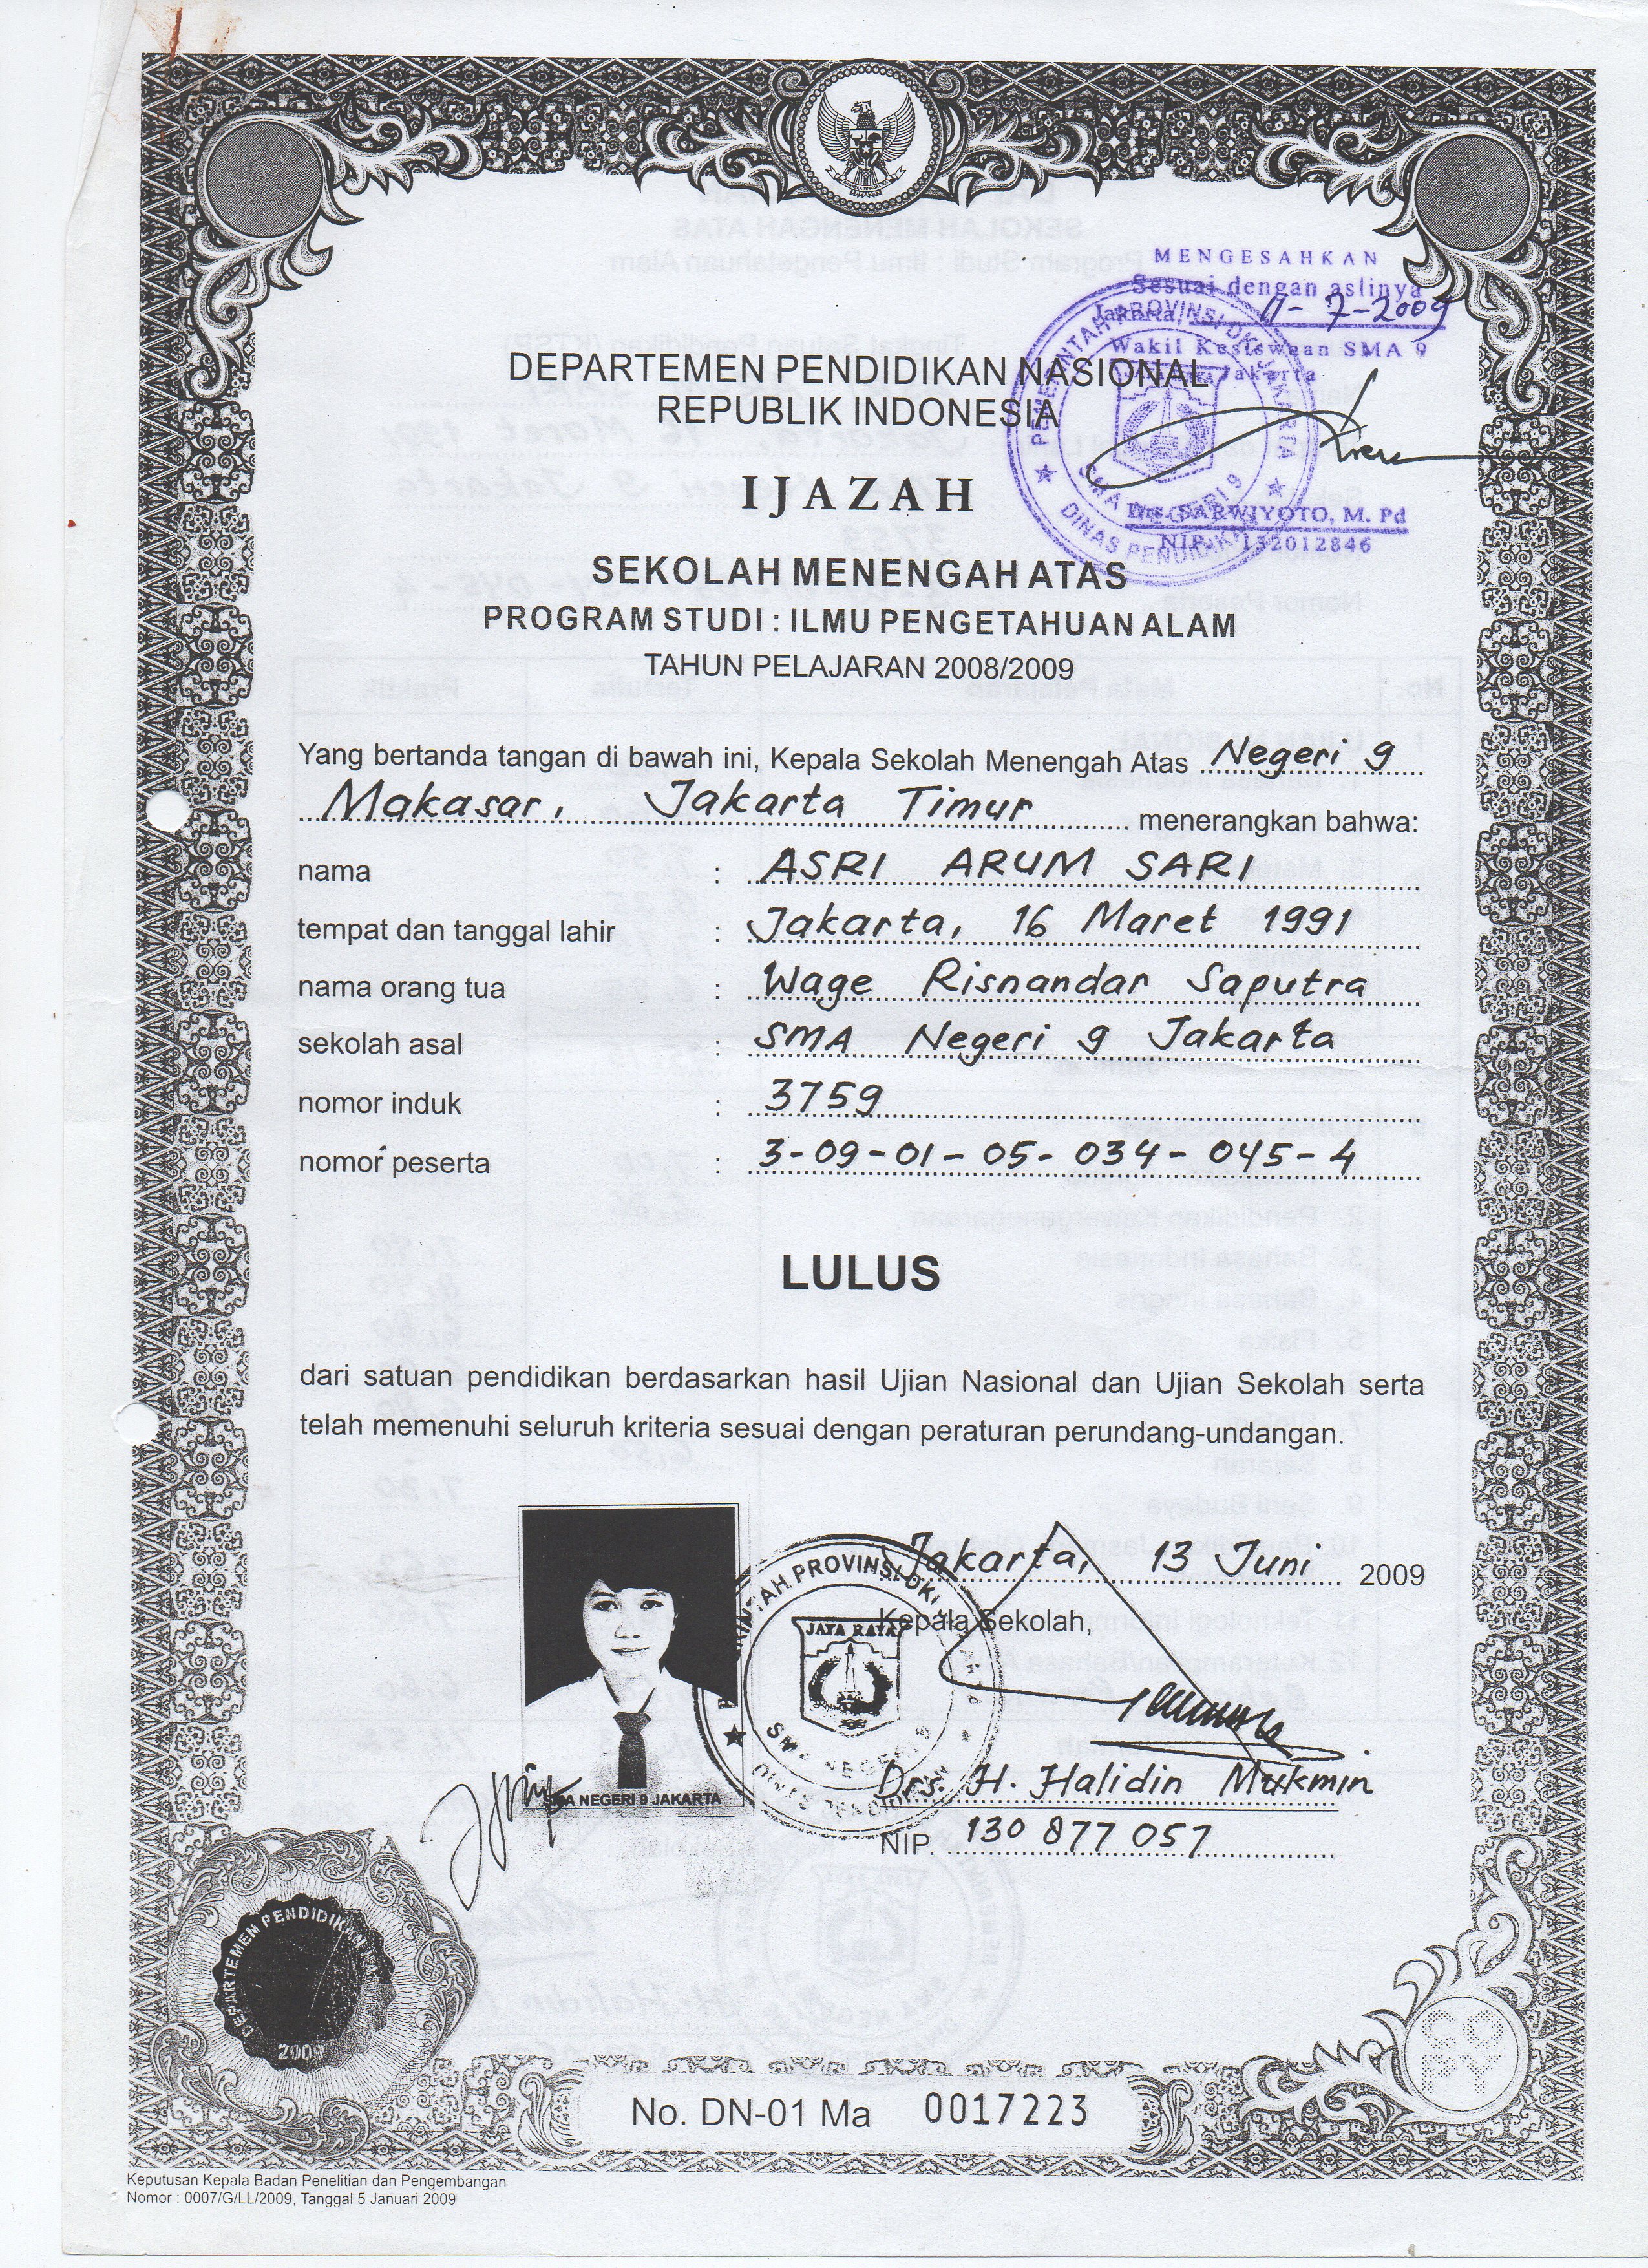 MENGESAHKAN
Sesuai dengan aslinya
Jakarta, 11-7-2009
Wakil Kesiswaan SMA 9
Jakarta
PEMERINTAH PROVINSI DKI JAKARTA
SMA NEGERI 9
DINAS PENDIDIKAN
Drs. SARWIYOTO, M. Pd
NIP. 132012846
DEPARTEMEN PENDIDIKAN NASIONAL
REPUBLIK INDONESIA
IJAZAH
SEKOLAH MENENGAH ATAS
PROGRAM STUDI : ILMU PENGETAHUAN ALAM
TAHUN PELAJARAN 2008/2009
Yang bertanda tangan di bawah ini, Kepala Sekolah Menengah Atas Negeri 9
Makasar, Jakarta Timur menerangkan bahwa:
nama : ASRI ARUM SARI
tempat dan tanggal lahir : Jakarta, 16 Maret 1991
nama orang tua : Wage Risnandar Saputra
sekolah asal : SMA Negeri 9 Jakarta
nomor induk : 3759
nomor peserta : 3-09-01-05-034-045-4
LULUS
dari satuan pendidikan berdasarkan hasil Ujian Nasional dan Ujian Sekolah serta
telah memenuhi seluruh kriteria sesuai dengan peraturan perundang-undangan.
Jakarta, 13 Juni 2009
Kepala Sekolah,
JAYA RAYA
SMA NEGERI 9 JAKARTA
Drs. H. Halidin Mukmin
NIP. 130 877 057
DEPARTEMEN PENDIDIKAN
2009
COPY
No. DN-01 Ma 0017223
Keputusan Kepala Badan Penelitian dan Pengembangan
Nomor : 0007/G/LL/2009, Tanggal 5 Januari 2009